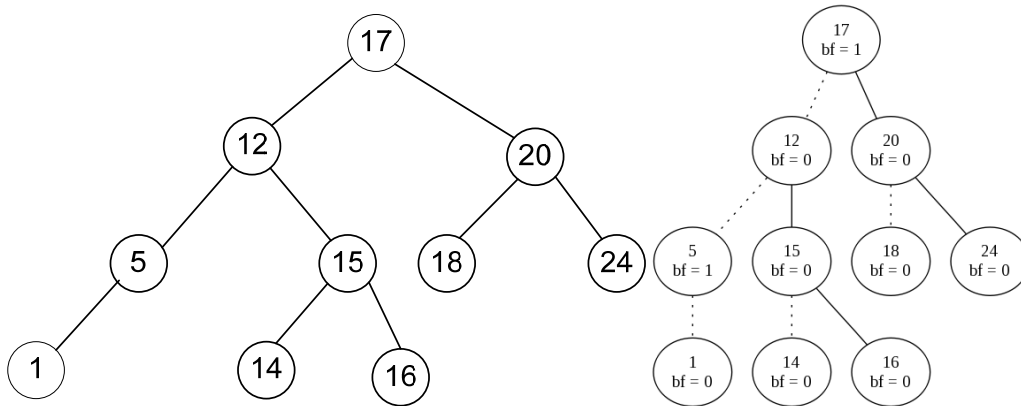 17
12
20
5
15
18
24
1
14
16
17
bf = 1
12
bf = 0
20
bf = 0
5
bf = 1
15
bf = 0
18
bf = 0
24
bf = 0
1
bf = 0
14
bf = 0
16
bf = 0